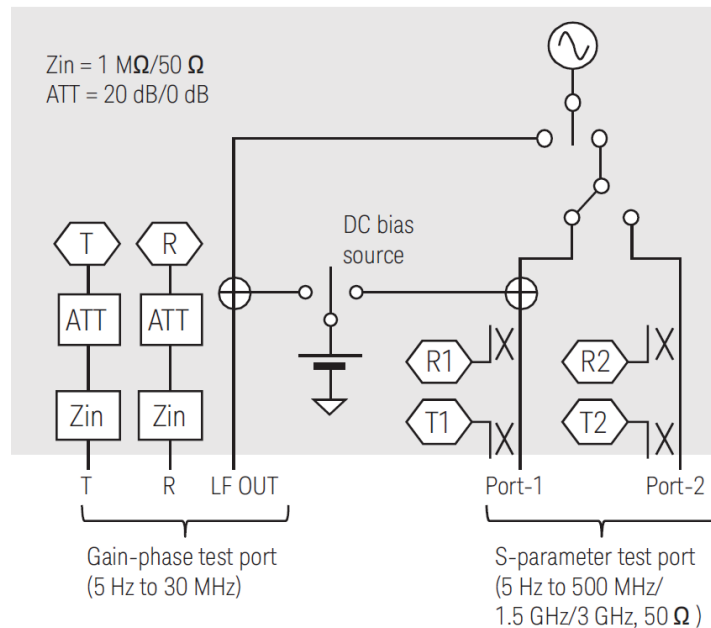 Zin = 1 MΩ/50 Ω
ATT = 20 dB/0 dB
DC bias
source
T
R
ATT
ATT
Zin
Zin
R1
R2
T1
T2
T
R
LF OUT
Port-1
Port-2
Gain-phase test port
(5 Hz to 30 MHz)
S-parameter test port
(5 Hz to 500 MHz/
1.5 GHz/3 GHz, 50 Ω )